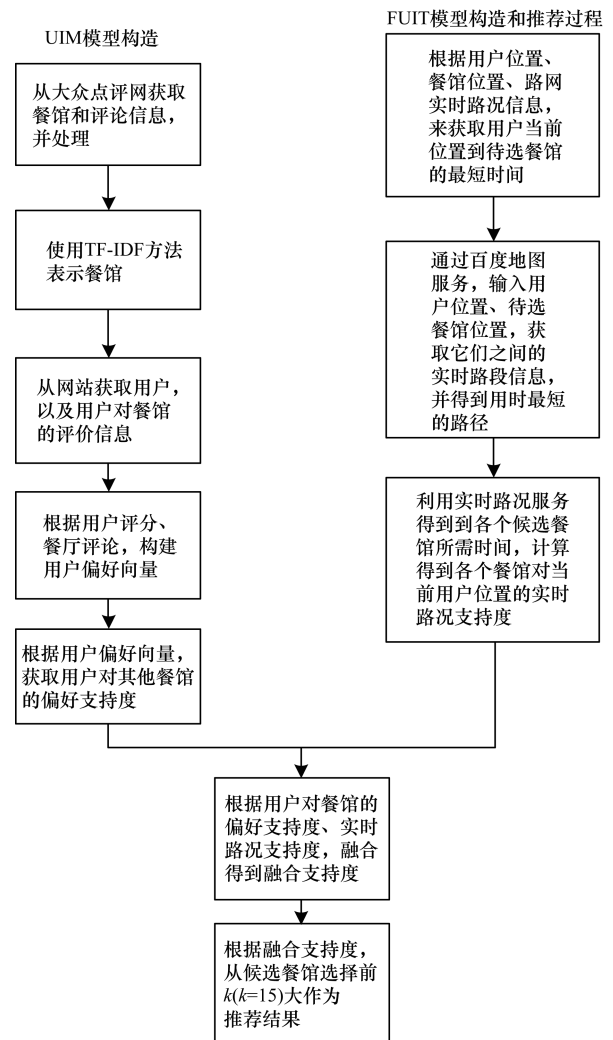 UIM模型构造
从大众点评网获取
餐馆和评论信息，
并处理
使用TF-IDF方法
表示餐馆
从网站获取用户，
以及用户对餐馆
的评价信息
根据用户评分、
餐厅评论，构建
用户偏好向量
根据用户偏好向量，
获取用户对其他餐馆
的偏好支持度
FUIT模型构造和推荐过程
根据用户位置、
餐馆位置、路网
实时路况信息，
来获取用户当前
位置到待选餐馆
的最短时间
通过百度地图
服务，输入用
户位置、待选
餐馆位置，获
取它们之间的
实时路段信息，
并得到用时最短
的路径
利用实时路况服务
得到到各个候选餐
馆所需时间，计算
得到各个餐馆对当
前用户位置的实时
路况支持度
根据用户对餐馆的
偏好支持度、实时
路况支持度，融合
得到融合支持度
根据融合支持度，
从候选餐馆选择前
k(k=15)大作为
推荐结果